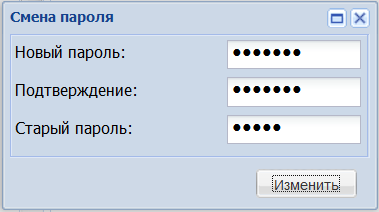 Смена пароля
Новый пароль: •••••••
Подтверждение: •••••••
Старый пароль: •••••
Изменить